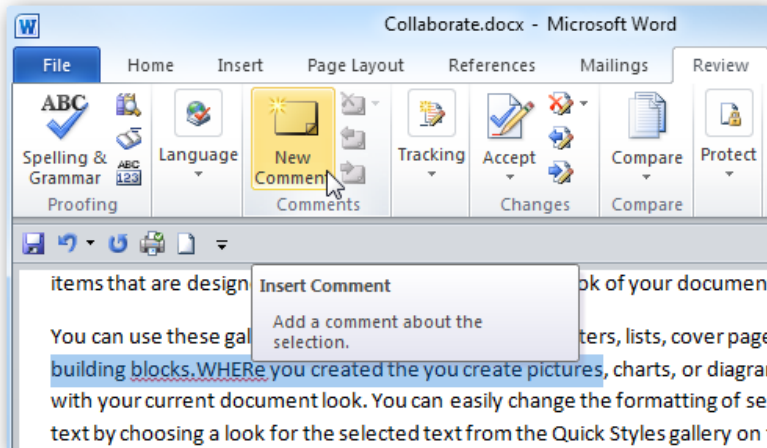 W Collaborate.docx - Microsoft Word
File Home Insert Page Layout References Mailings Review
ABC
Spelling & Grammar
ABC
123
Language
New Comment
Tracking
Accept
Compare
Protect
Proofing Comments Changes Compare
items that are design
ok of your documen
Insert Comment
Add a comment about the
selection.
You can use these gal
ters, lists, cover page
building blocks.WHERe you created the you create pictures, charts, or diagra
with your current document look. You can easily change the formatting of se
text by choosing a look for the selected text from the Quick Styles gallery on